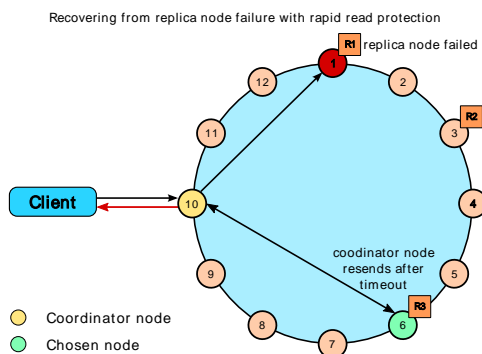 Recovering from replica node failure with rapid read protection
R1
replica node failed
1
12
2
11
R2
3
Client
10
4
coodinator node
resends after
timeout
9
5
R3
8
6
7
Coordinator node
Chosen node